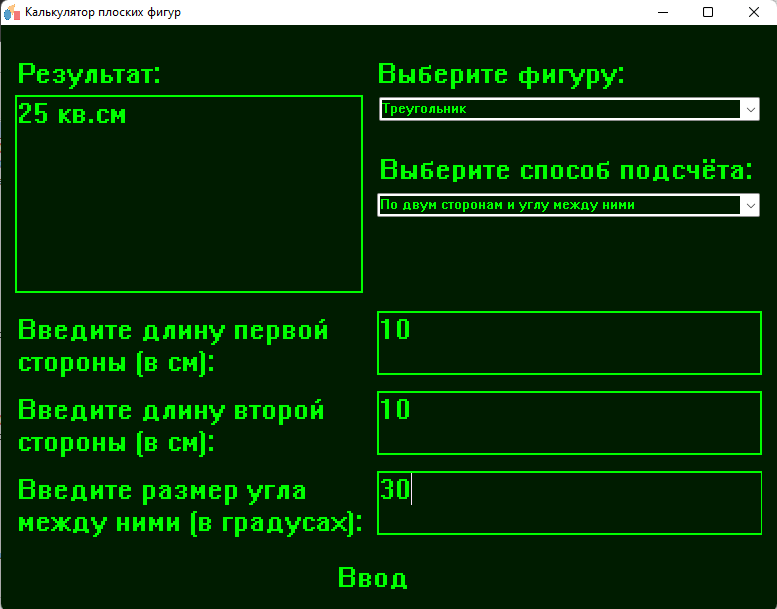 Калькулятор плоских фигур
Результат:
25 кв.см
Выберите фигуру:
Треугольник
Выберите способ подсчёта:
По двум сторонам и углу между ними
Введите длину первой
стороны (в см):
10
Введите длину второй
стороны (в см):
10
Введите размер угла
между ними (в градусах):
30
Ввод